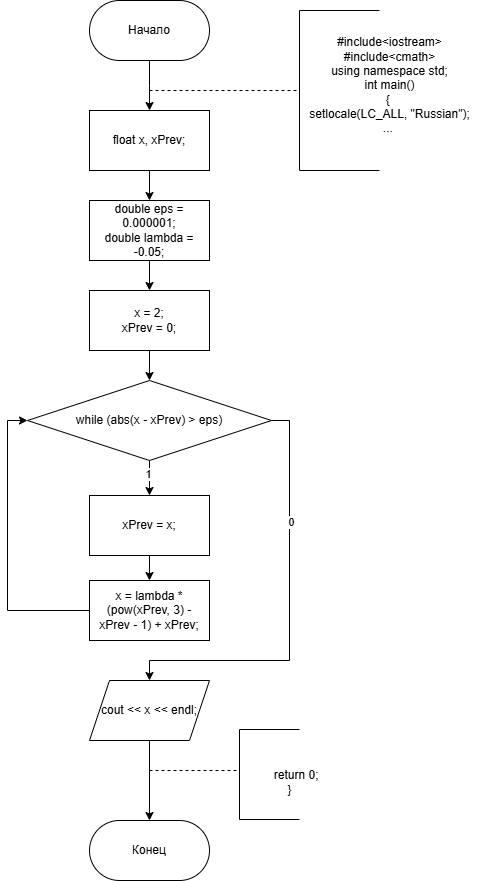 Начало
#include<iostream>
#include<cmath>
using namespace std;
int main()
{
setlocale(LC_ALL, "Russian");
...
float x, xPrev;
double eps =
0.000001;
double lambda =
-0.05;
x = 2;
xPrev = 0;
while (abs(x - xPrev) > eps)
1
0
xPrev = x;
x = lambda *
(pow(xPrev, 3) -
xPrev - 1) + xPrev;
cout << x << endl;
return 0;
}
Конец